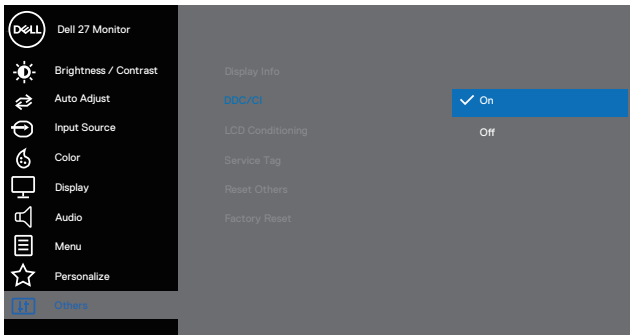 DELL
Dell 27 Monitor
Brightness / Contrast
Auto Adjust
Input Source
Color
Display
Audio
Menu
Personalize
Others
Display Info
DDC/CI
LCD Conditioning
Service Tag
Reset Others
Factory Reset
On
Off